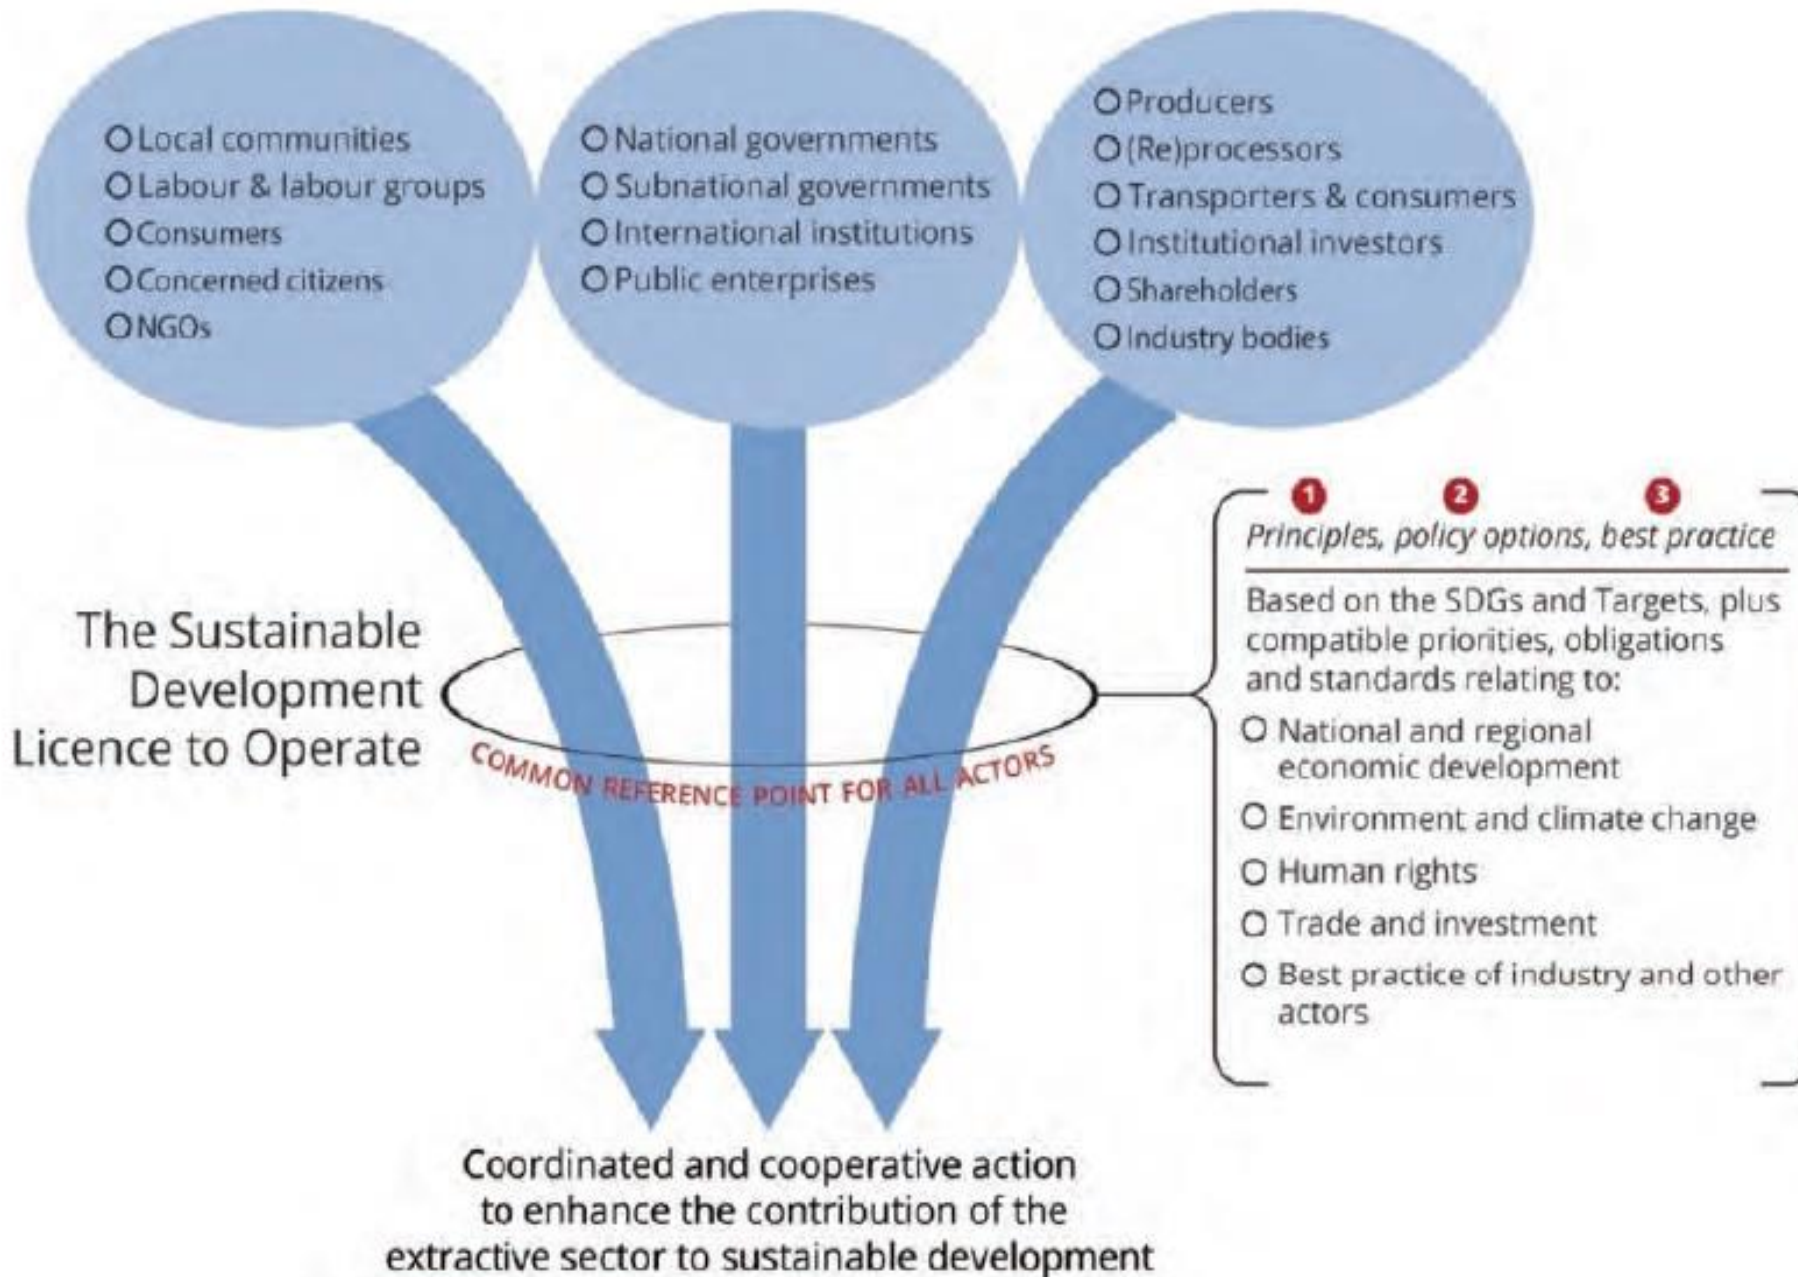 Local communities
Labour & labour groups
Consumers
Concerned citizens
NGOs
National governments
Subnational governments
International institutions
Public enterprises
Producers
(Re)processors
Transporters & consumers
Institutional investors
Shareholders
Industry bodies
The Sustainable
Development
Licence to Operate
COMMON REFERENCE POINT FOR ALL ACTORS
1 2 3
Principles, policy options, best practice
Based on the SDGs and Targets, plus
compatible priorities, obligations
and standards relating to:
National and regional
economic development
Environment and climate change
Human rights
Trade and investment
Best practice of industry and other
actors
Coordinated and cooperative action
to enhance the contribution of the
extractive sector to sustainable development